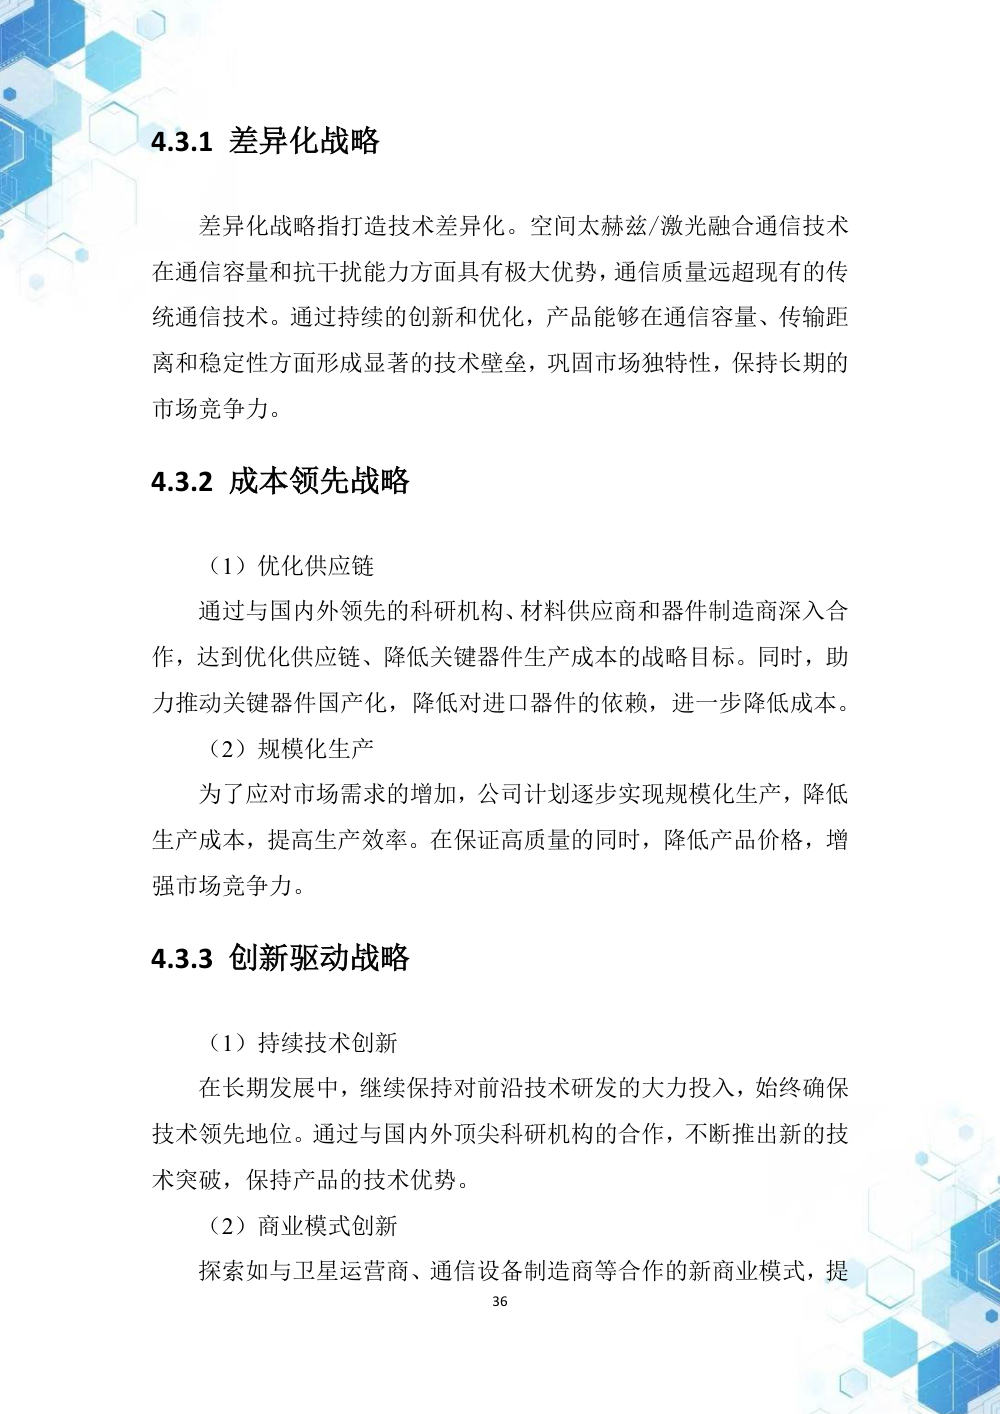 4.3.1 差异化战略
差异化战略指打造技术差异化。空间太赫兹/激光融合通信技术
在通信容量和抗干扰能力方面具有极大优势，通信质量远超现有的传
统通信技术。通过持续的创新和优化，产品能够在通信容量、传输距
离和稳定性方面形成显著的技术壁垒，巩固市场独特性，保持长期的
市场竞争力。
4.3.2 成本领先战略
（1）优化供应链
通过与国内外领先的科研机构、材料供应商和器件制造商深入合
作，达到优化供应链、降低关键器件生产成本的战略目标。同时，助
力推动关键器件国产化，降低对进口器件的依赖，进一步降低成本。
（2）规模化生产
为了应对市场需求的增加，公司计划逐步实现规模化生产，降低
生产成本，提高生产效率。在保证高质量的同时，降低产品价格，增
强市场竞争力。
4.3.3 创新驱动战略
（1）持续技术创新
在长期发展中，继续保持对前沿技术研发的大力投入，始终确保
技术领先地位。通过与国内外顶尖科研机构的合作，不断推出新的技
术突破，保持产品的技术优势。
（2）商业模式创新
探索如与卫星运营商、通信设备制造商等合作的新商业模式，提
36